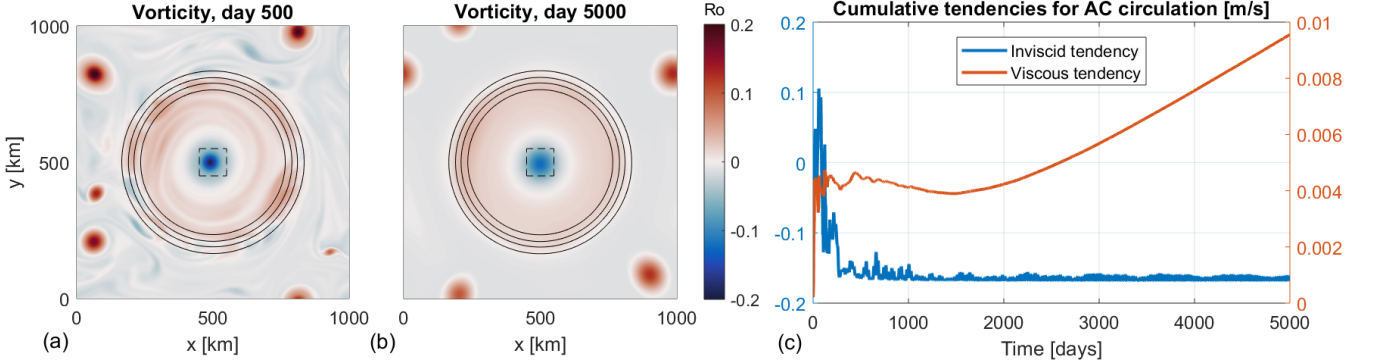 Vorticity, day 500
Vorticity, day 5000
Ro
Cumulative tendencies for AC circulation [m/s]
1000
500
0
y [km]
0
500
1000
x [km]
(a)
0
500
1000
x [km]
(b)
0.2
0.1
0
-0.1
-0.2
0.2
0.1
0
-0.1
-0.2
Inviscid tendency
Viscous tendency
0.01
0.008
0.006
0.004
0.002
0
0
1000
2000
3000
4000
5000
Time [days]
(c)